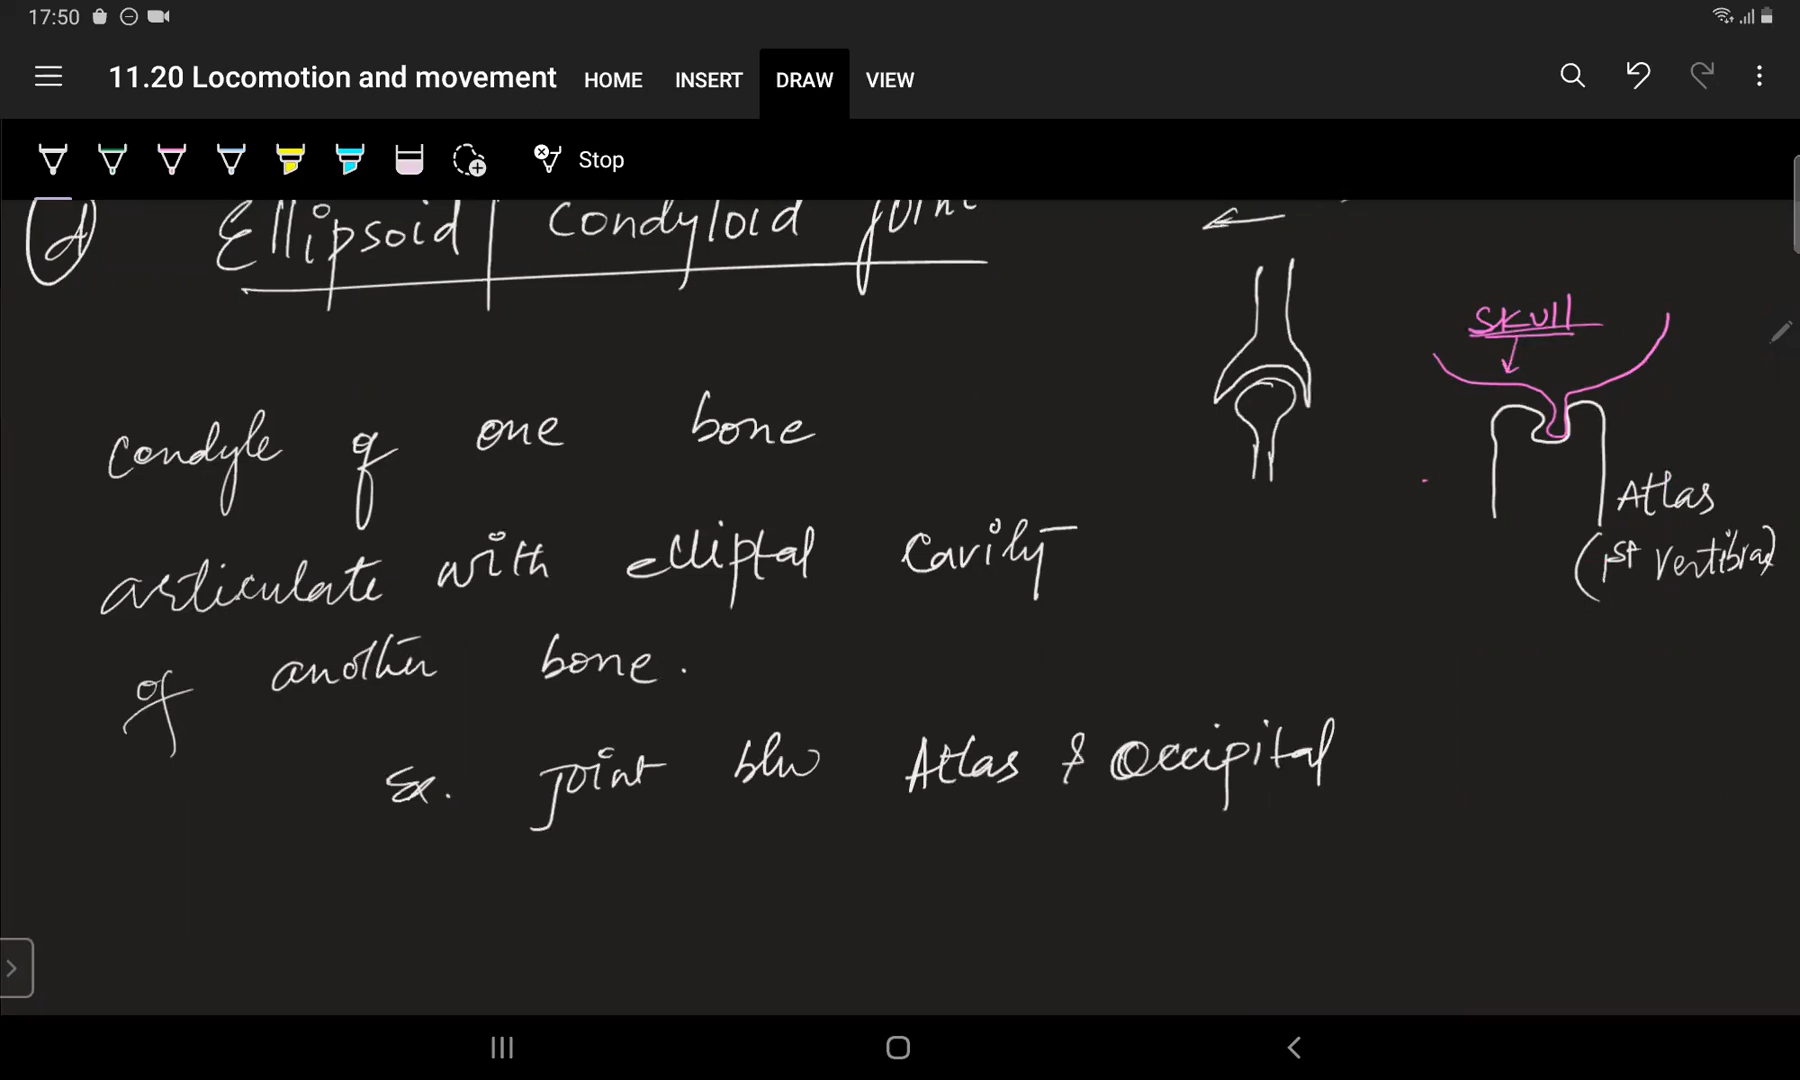 17:50
11.20 Locomotion and movement HOME INSERT DRAW VIEW
Stop
d Ellipsoid | Condyloid joint
Skull
Condyle of one bone
Atlas
(1st vertibra)
articulate with elliptal cavity
of another bone.
Ex. joint b/w Atlas & Occipital